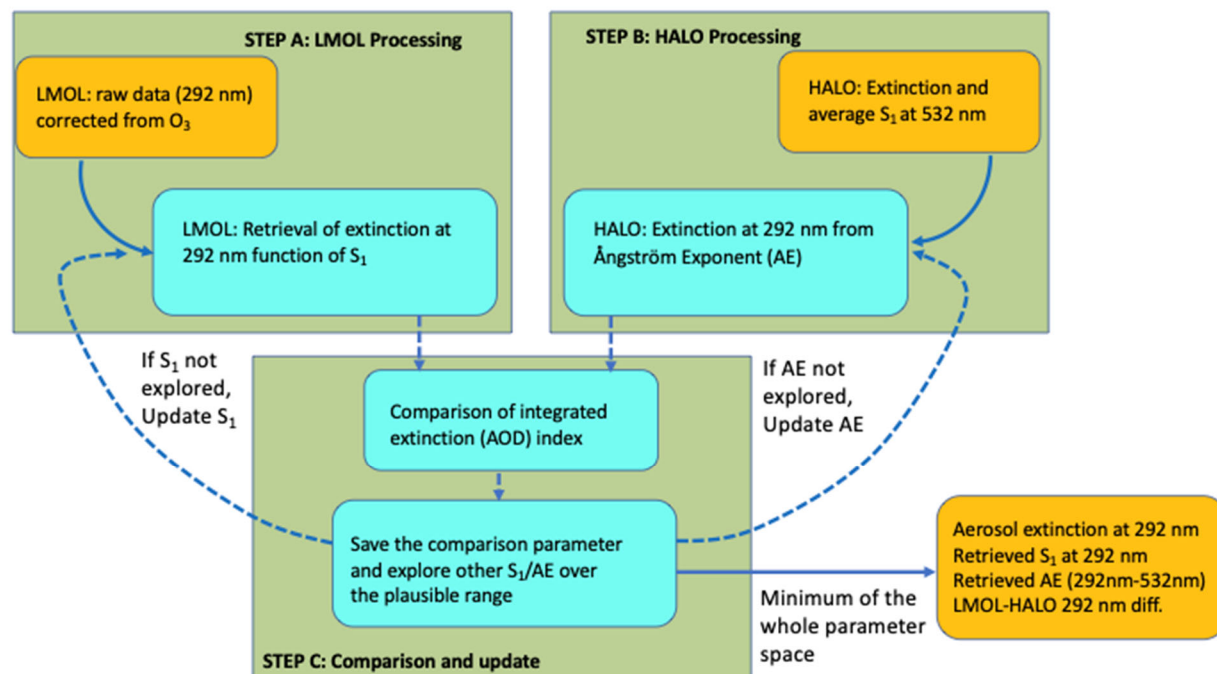 STEP A: LMOL Processing
LMOL: raw data (292 nm)
corrected from O₃
LMOL: Retrieval of extinction at
292 nm function of S₁
STEP B: HALO Processing
HALO: Extinction and
average S₁ at 532 nm
HALO: Extinction at 292 nm from
Ångström Exponent (AE)
If S₁ not
explored,
Update S₁
If AE not
explored,
Update AE
Comparison of integrated
extinction (AOD) index
Save the comparison parameter
and explore other S₁/AE over
the plausible range
STEP C: Comparison and update
Minimum of the
whole parameter
space
Aerosol extinction at 292 nm
Retrieved S₁ at 292 nm
Retrieved AE (292nm-532nm)
LMOL-HALO 292 nm diff.